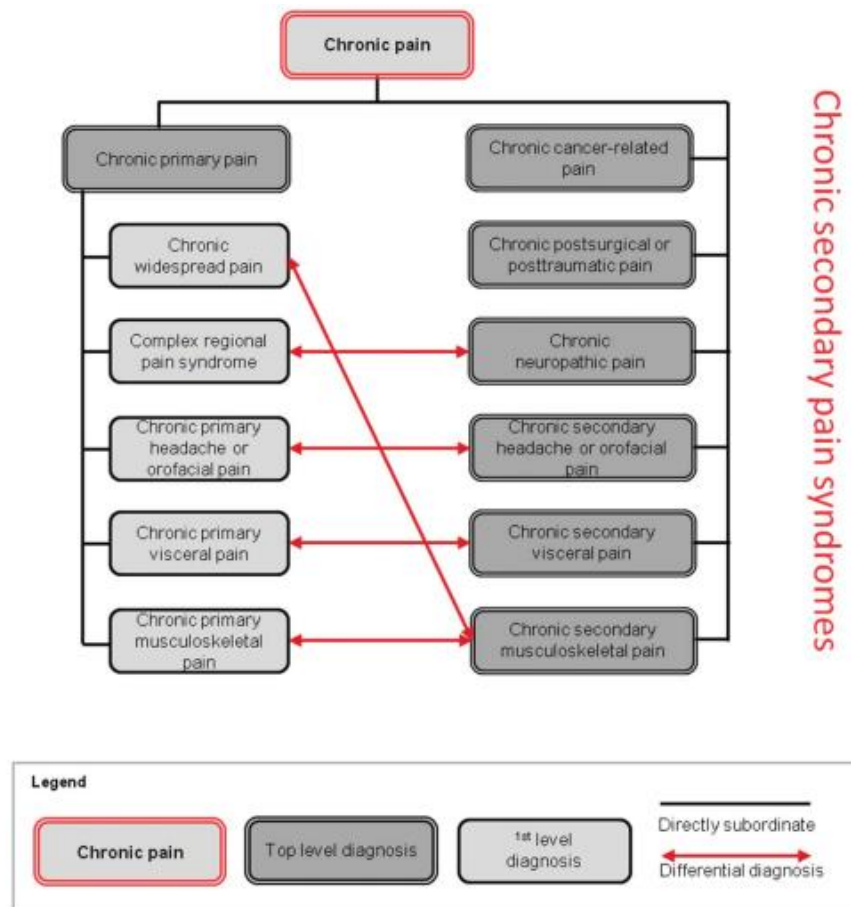 Chronic pain
Chronic primary pain
Chronic
widespread pain
Complex regional
pain syndrome
Chronic primary
headache or
orofacial pain
Chronic primary
visceral pain
Chronic primary
musculoskeletal
pain
Chronic cancer-related
pain
Chronic postsurgical or
posttraumatic pain
Chronic
neuropathic pain
Chronic secondary
headache or orofacial
pain
Chronic secondary
visceral pain
Chronic secondary
musculoskeletal pain
Chronic secondary pain syndromes
Legend
Chronic pain
Top level diagnosis
1st level
diagnosis
Directly subordinate
Differential diagnosis